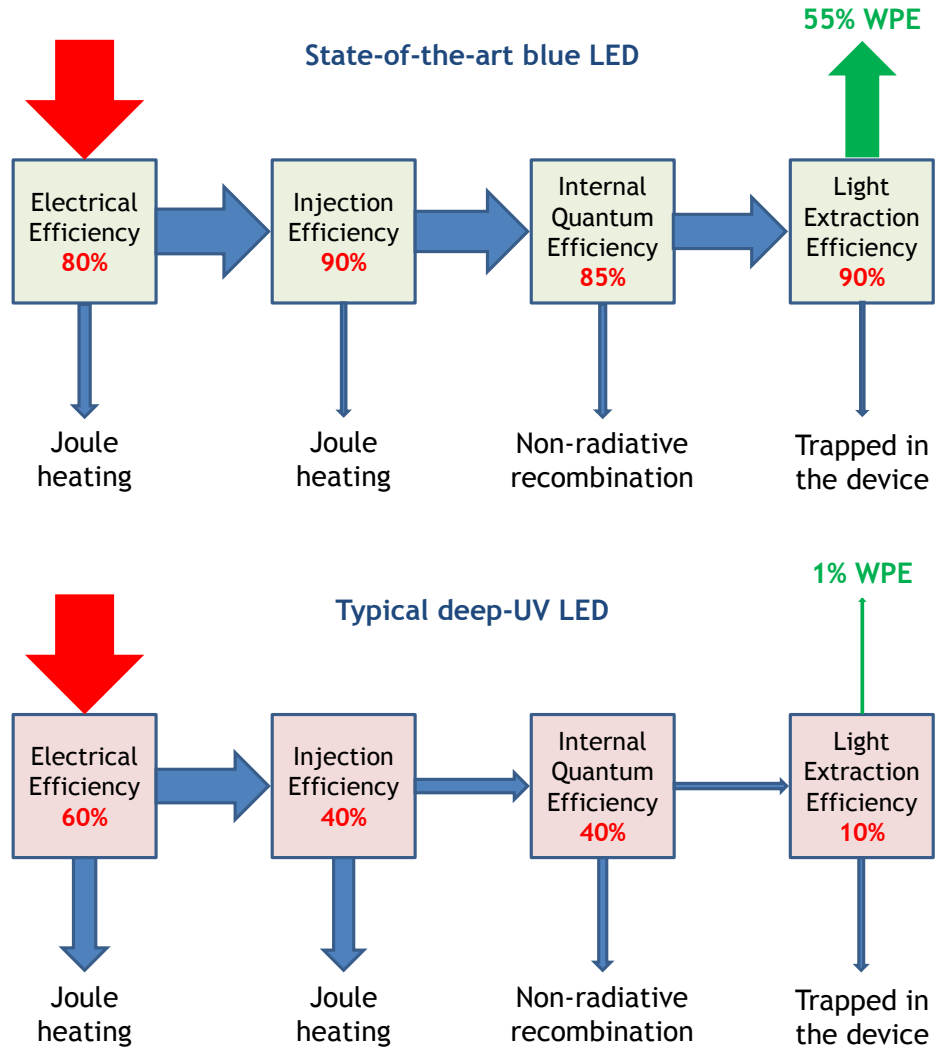 55% WPE
State-of-the-art blue LED
Electrical
Efficiency
80%
Injection
Efficiency
90%
Internal
Quantum
Efficiency
85%
Light
Extraction
Efficiency
90%
Joule
heating
Joule
heating
Non-radiative
recombination
Trapped in
the device
1% WPE
Typical deep-UV LED
Electrical
Efficiency
60%
Injection
Efficiency
40%
Internal
Quantum
Efficiency
40%
Light
Extraction
Efficiency
10%
Joule
heating
Joule
heating
Non-radiative
recombination
Trapped in
the device